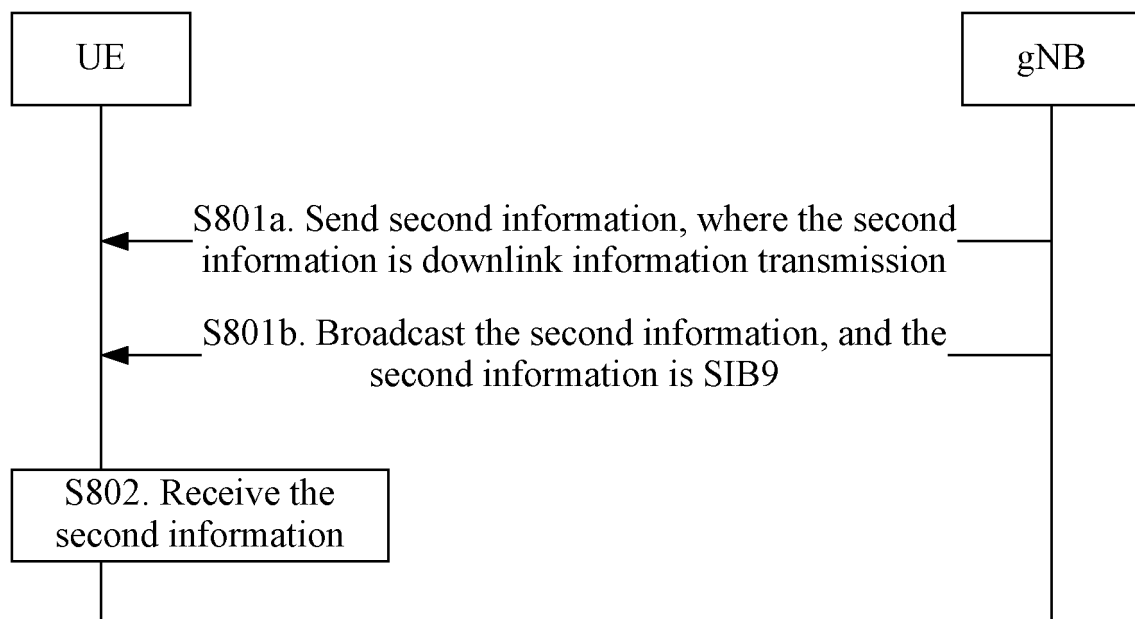 UE
gNB
S801a. Send second information, where the second
information is downlink information transmission
S801b. Broadcast the second information, and the
second information is SIB9
S802. Receive the
second information